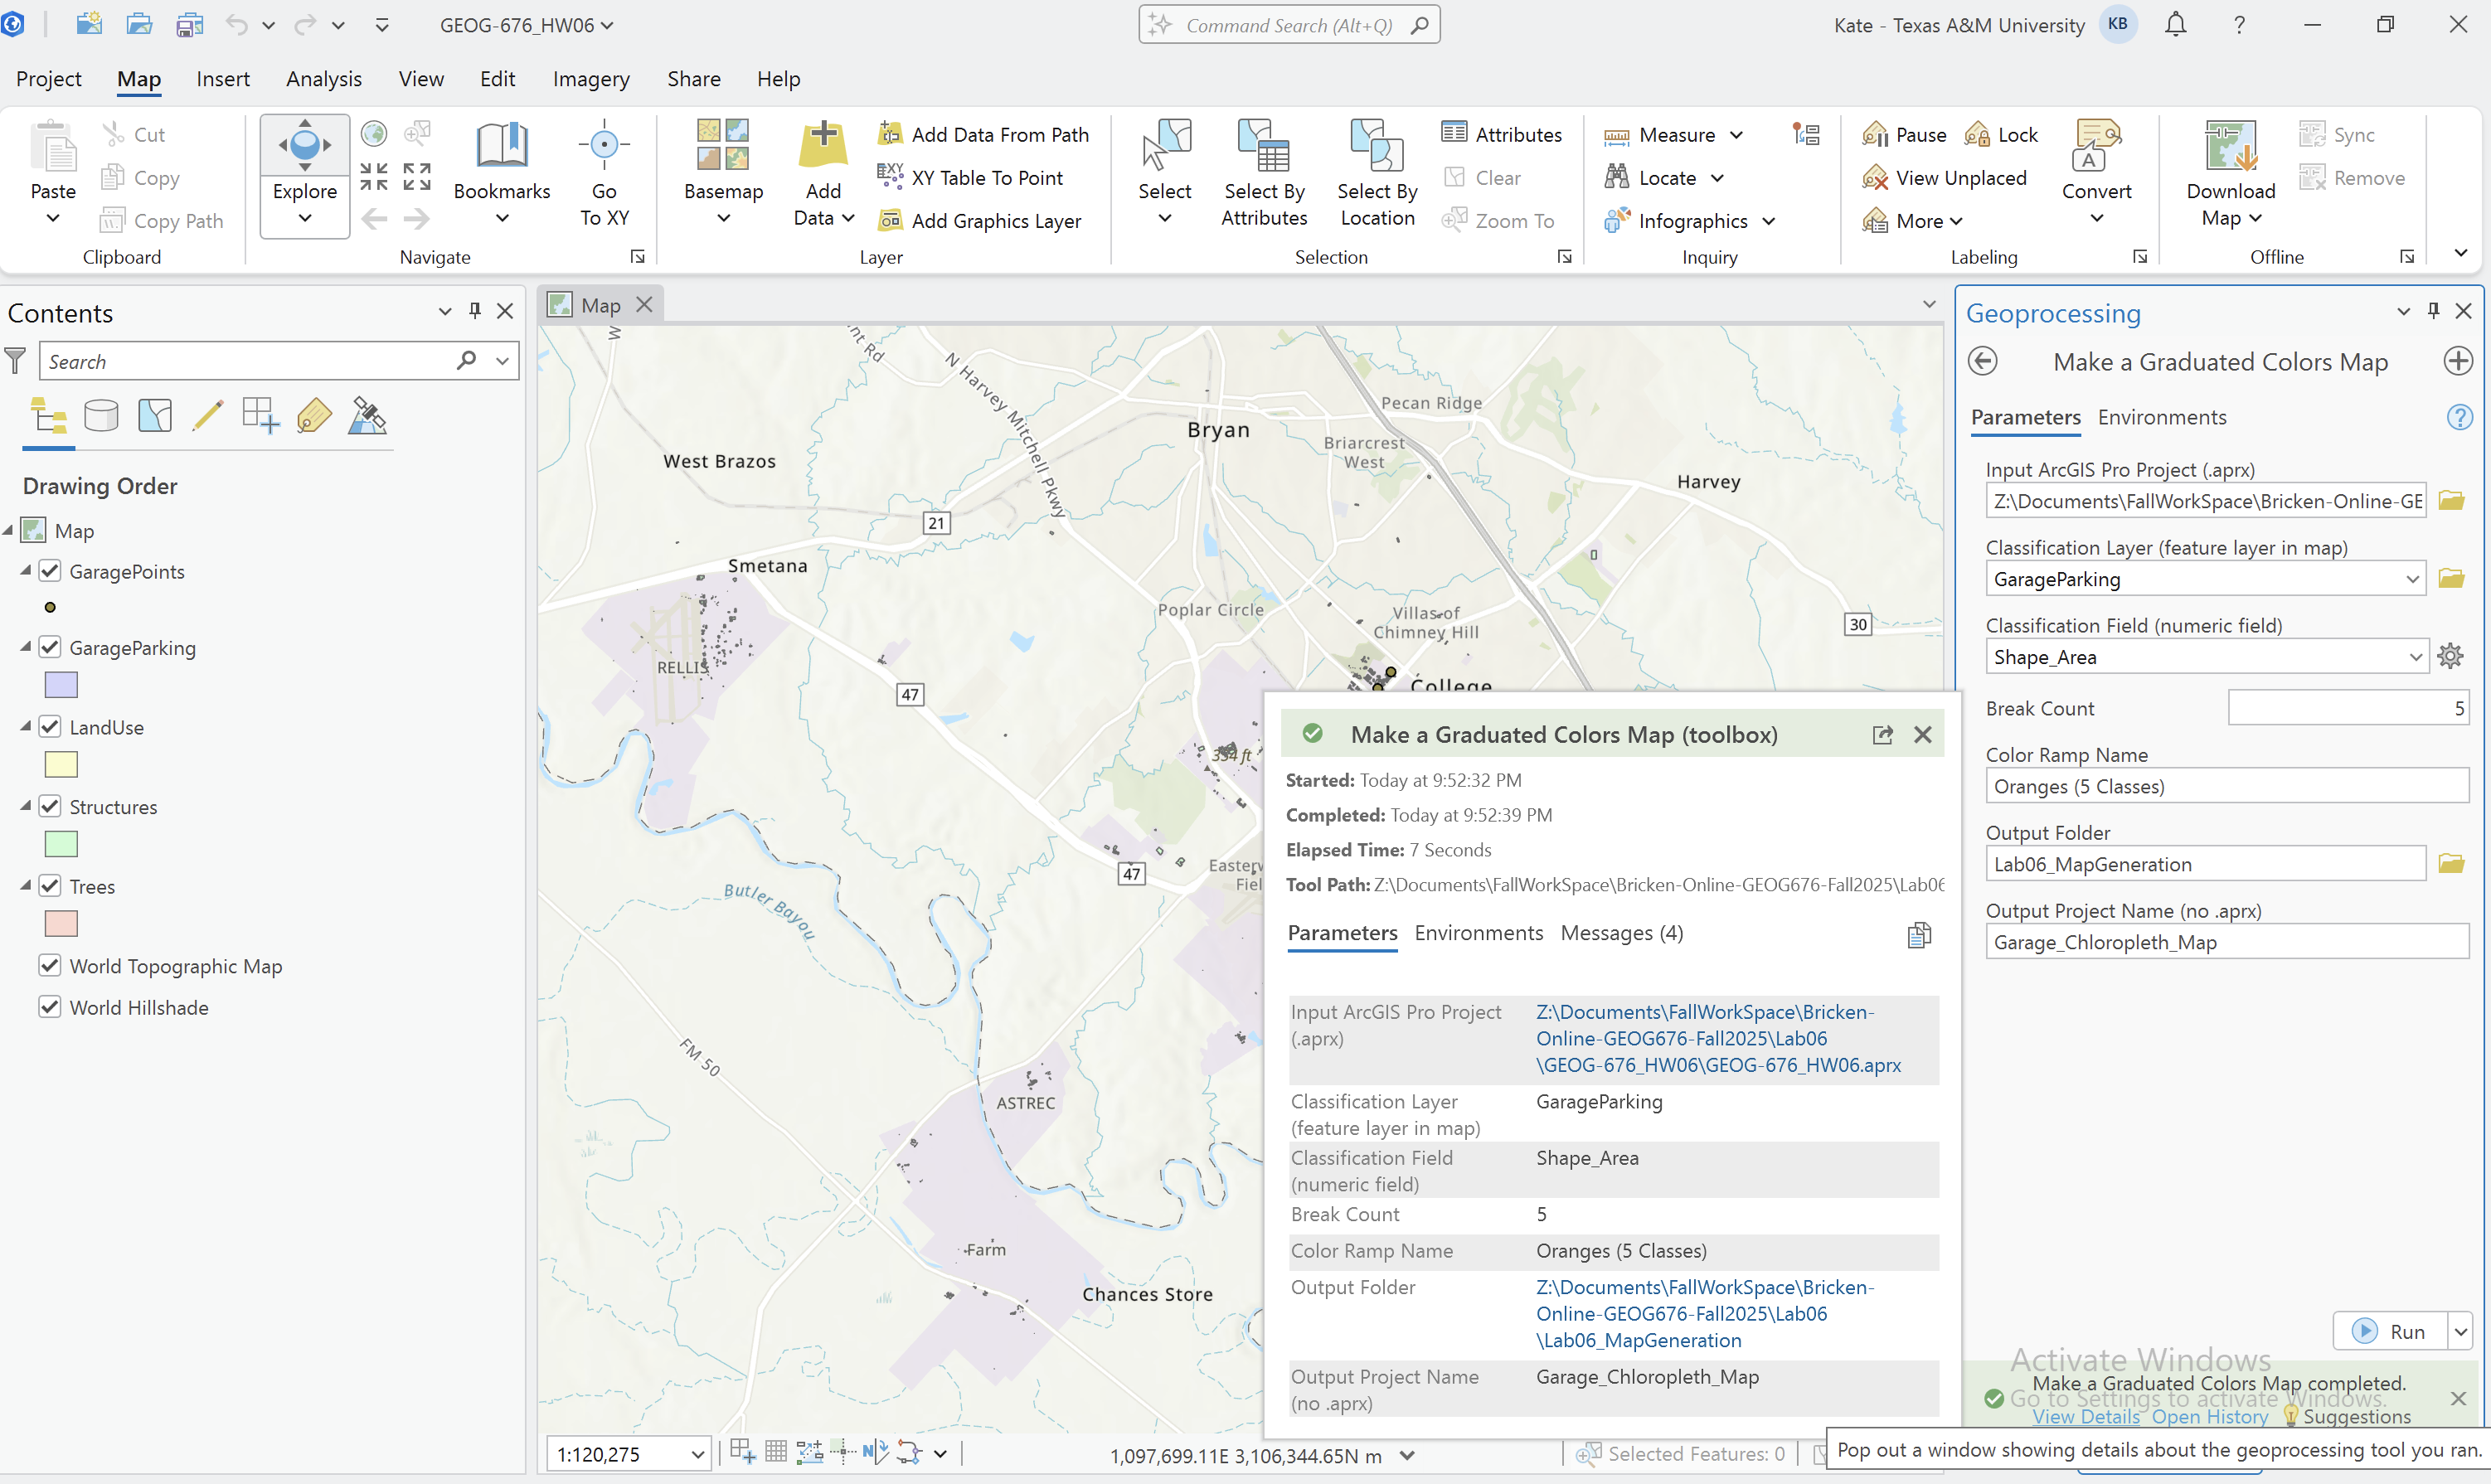 GEOG-676_HW06
Command Search (Alt+Q)
Kate - Texas A&M University
KB
?
Project
Map
Insert
Analysis
View
Edit
Imagery
Share
Help
Paste
Cut
Copy
Copy Path
Clipboard
Explore
Bookmarks
Go
To XY
Navigate
Basemap
Add
Data
Add Data From Path
XY Table To Point
Add Graphics Layer
Layer
Select
Select By
Attributes
Select By
Location
Attributes
Clear
Zoom To
Selection
Measure
Locate
Infographics
Inquiry
Pause
Lock
View Unplaced
More
Convert
Labeling
Download
Map
Sync
Remove
Offline
Contents
Search
Drawing Order
Map
GaragePoints
GarageParking
LandUse
Structures
Trees
World Topographic Map
World Hillshade
Map
N Harvey Mitchell Pkwy
Pecan Ridge
Bryan
Briarcrest
West
West Brazos
Harvey
21
Smetana
Poplar Circle
Villas of
Chimney Hill
30
RELLIS
47
College
334 ft
47
Butler Bayou
FM 50
ASTREC
Farm
Chances Store
Make a Graduated Colors Map (toolbox)
Started: Today at 9:52:32 PM
Completed: Today at 9:52:39 PM
Elapsed Time: 7 Seconds
Tool Path: Z:\Documents\FallWorkSpace\Bricken-Online-GEOG676-Fall2025\Lab06
Parameters
Environments
Messages (4)
Input ArcGIS Pro Project
(.aprx)
Z:\Documents\FallWorkSpace\Bricken-
Online-GEOG676-Fall2025\Lab06
\GEOG-676_HW06\GEOG-676_HW06.aprx
Classification Layer
(feature layer in map)
GarageParking
Classification Field
(numeric field)
Shape_Area
Break Count
5
Color Ramp Name
Oranges (5 Classes)
Output Folder
Z:\Documents\FallWorkSpace\Bricken-
Online-GEOG676-Fall2025\Lab06
\Lab06_MapGeneration
Output Project Name
(no .aprx)
Garage_Chloropleth_Map
1:120,275
1,097,699.11E 3,106,344.65N m
Selected Features: 0
Geoprocessing
Make a Graduated Colors Map
Parameters
Environments
?
Input ArcGIS Pro Project (.aprx)
Z:\Documents\FallWorkSpace\Bricken-Online-GE
Classification Layer (feature layer in map)
GarageParking
Classification Field (numeric field)
Shape_Area
Break Count
5
Color Ramp Name
Oranges (5 Classes)
Output Folder
Lab06_MapGeneration
Output Project Name (no .aprx)
Garage_Chloropleth_Map
Run
Activate Windows
Go to Settings to activate Windows.
Make a Graduated Colors Map completed.
View Details
Open History
Suggestions
Pop out a window showing details about the geoprocessing tool you ran.